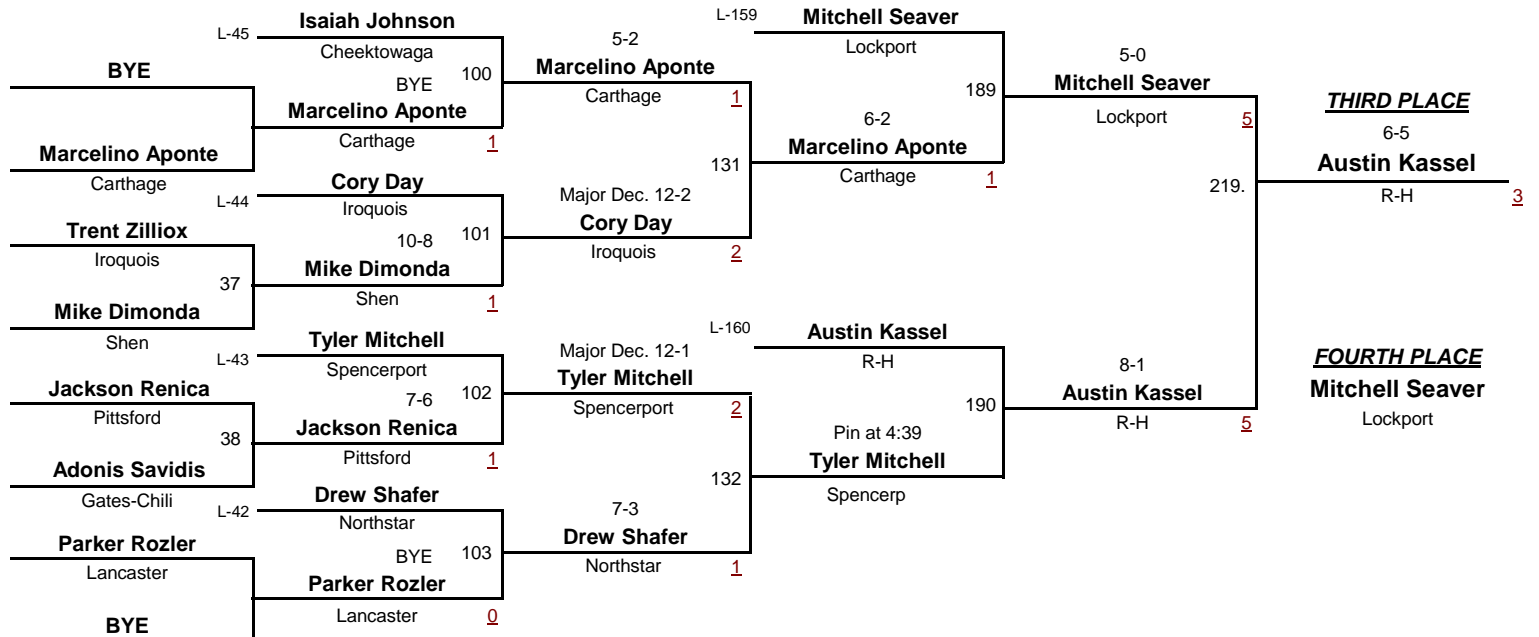 L-45
Isaiah Johnson
Cheektowaga
BYE
BYE
100
Marcelino Aponte
Carthage
1
Marcelino Aponte
Carthage
L-44
Cory Day
Iroquois
Trent Zilliox
Iroquois
37
10-8
101
Mike Dimonda
Shen
1
Mike Dimonda
Shen
L-43
Tyler Mitchell
Spencerport
Jackson Renica
Pittsford
38
7-6
102
Jackson Renica
Pittsford
1
Adonis Savidis
Gates-Chili
L-42
Drew Shafer
Northstar
Parker Rozler
Lancaster
BYE
103
Parker Rozler
Lancaster
0
BYE
5-2
Marcelino Aponte
Carthage
1
131
Major Dec. 12-2
Cory Day
Iroquois
2
Major Dec. 12-1
Tyler Mitchell
Spencerport
2
132
7-3
Drew Shafer
Northstar
1
L-159
Mitchell Seaver
Lockport
189
6-2
Marcelino Aponte
Carthage
1
L-160
Austin Kassel
R-H
190
Pin at 4:39
Tyler Mitchell
Spencerp
5-0
Mitchell Seaver
Lockport
5
219.
8-1
Austin Kassel
R-H
5
THIRD PLACE
6-5
Austin Kassel
R-H
3
FOURTH PLACE
Mitchell Seaver
Lockport